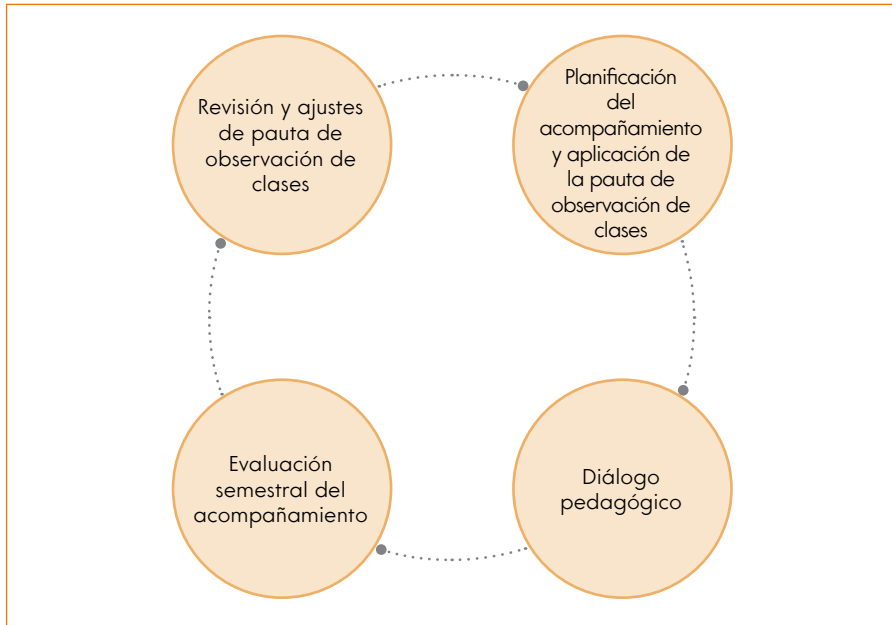 Revisión y ajustes
de pauta de
observación de
clases
Planificación
del
acompañamiento
y aplicación de
la pauta de
observación de
clases
Diálogo
pedagógico
Evaluación
semestral del
acompañamiento